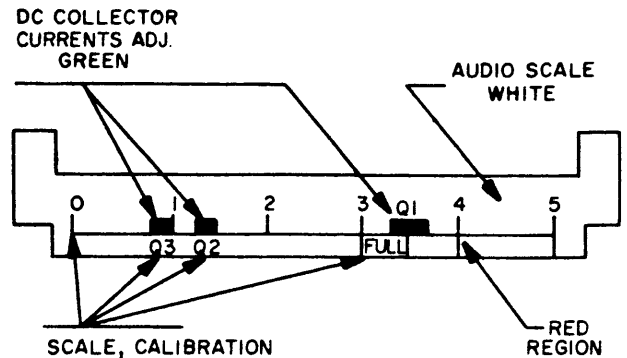 DC COLLECTOR
CURRENTS ADJ.
GREEN
AUDIO SCALE
WHITE
0 1 2 3 Q1 4 5
Q3 Q2 FULL
SCALE, CALIBRATION
RED
REGION